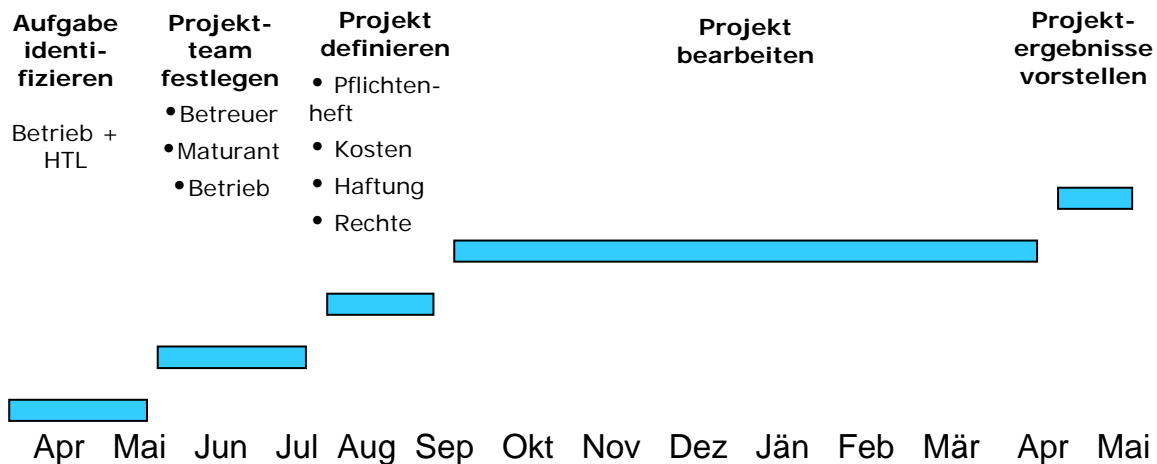 Aufgabe
identi-
fizieren
Betrieb +
HTL
Projekt-
team
festlegen
•Betreuer
•Maturant
•Betrieb
Projekt
definieren
• Pflichten-
heft
• Kosten
• Haftung
• Rechte
Projekt
bearbeiten
Projekt-
ergebnisse
vorstellen
Apr Mai Jun Jul Aug Sep Okt Nov Dez Jän Feb Mär Apr Mai